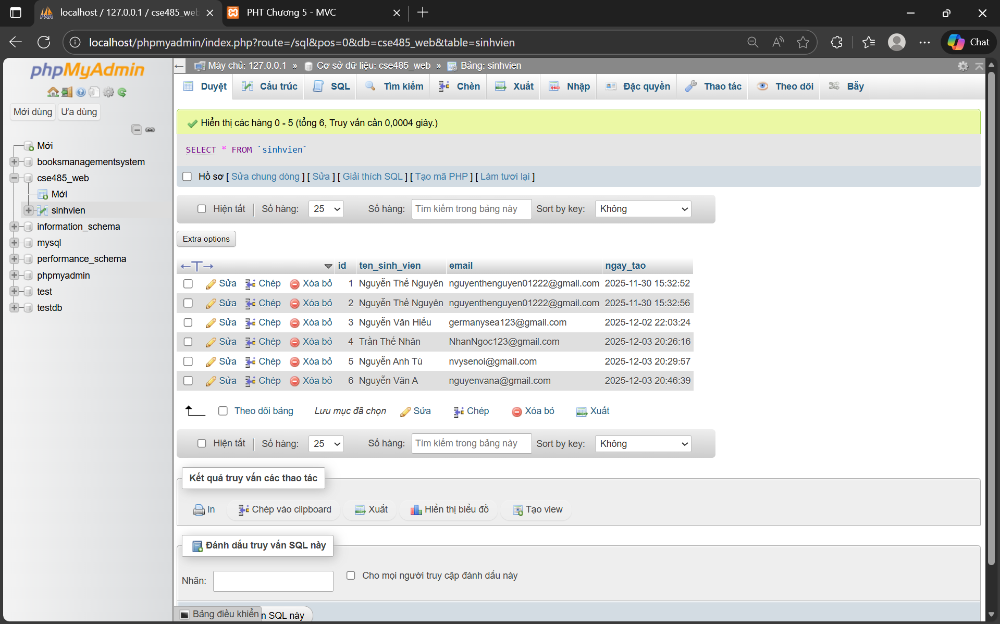 localhost / 127.0.0.1 / cse485_web
PHT Chương 5 - MVC
localhost/phpmyadmin/index.php?route=/sql&pos=0&db=cse485_web&table=sinhvien
Chat
phpMyAdmin
Mới dùng
Ưa dùng
Mới
booksmanagementsystem
cse485_web
Mới
sinhvien
information_schema
mysql
performance_schema
phpmyadmin
test
testdb
Máy chủ: 127.0.0.1 » Cơ sở dữ liệu: cse485_web » Bảng: sinhvien
Duyệt Cấu trúc SQL Tìm kiếm Chèn Xuất Nhập Đặc quyền Thao tác Theo dõi Bẫy
Hiển thị các hàng 0 - 5 (tổng 6, Truy vấn cần 0,0004 giây.)
SELECT * FROM `sinhvien`
Hồ sơ [ Sửa chung dòng ] [ Sửa ] [ Giải thích SQL ] [ Tạo mã PHP ] [ Làm tươi lại ]
Hiện tất | Số hàng: 25 Số hàng: Tìm kiếm trong bảng này Sort by key: Không
Extra options
←T→ id ten_sinh_vien email ngay_tao
Sửa Chép Xóa bỏ 1 Nguyễn Thế Nguyên nguyenthenguyen01222@gmail.com 2025-11-30 15:32:52
Sửa Chép Xóa bỏ 2 Nguyễn Thế Nguyên nguyenthenguyen01222@gmail.com 2025-11-30 15:32:56
Sửa Chép Xóa bỏ 3 Nguyễn Văn Hiếu germanysea123@gmail.com 2025-12-02 22:03:24
Sửa Chép Xóa bỏ 4 Trần Thế Nhân NhanNgoc123@gmail.com 2025-12-03 20:26:16
Sửa Chép Xóa bỏ 5 Nguyễn Anh Tú nvysenoi@gmail.com 2025-12-03 20:29:57
Sửa Chép Xóa bỏ 6 Nguyễn Văn A nguyenvana@gmail.com 2025-12-03 20:46:39
Theo dõi bảng Lưu mục đã chọn Sửa Chép Xóa bỏ Xuất
Hiện tất | Số hàng: 25 Số hàng: Tìm kiếm trong bảng này Sort by key: Không
Kết quả truy vấn các thao tác
In Chép vào clipboard Xuất Hiển thị biểu đồ Tạo view
Đánh dấu truy vấn SQL này
Nhãn: Cho mọi người truy cập đánh dấu này
Bảng điều khiển
n SQL này